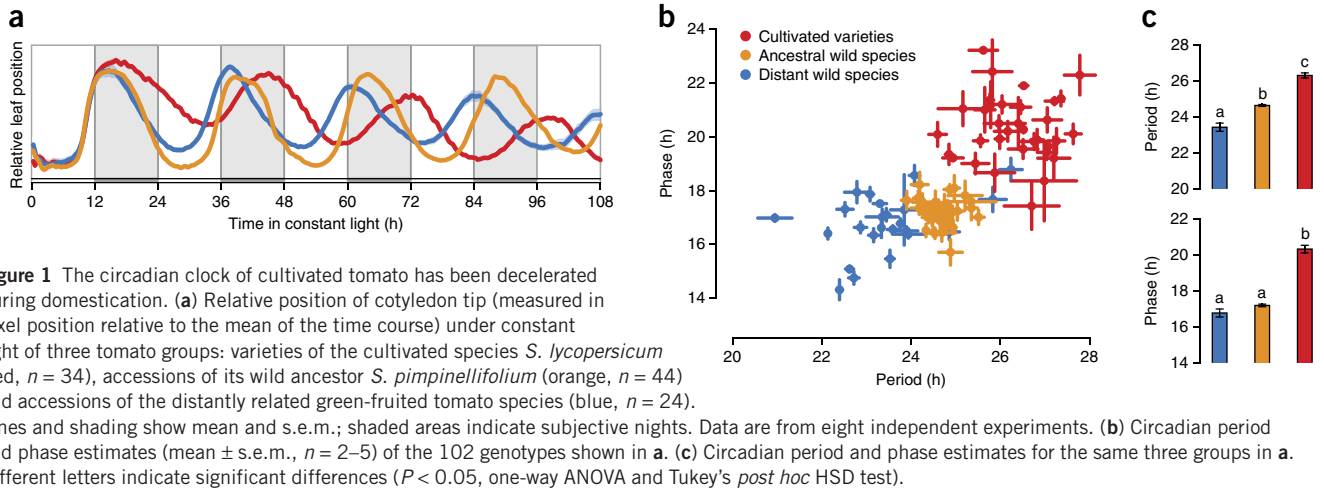 a
Relative leaf position
0 12 24 36 48 60 72 84 96 108
Time in constant light (h)
b
Phase (h)
24
22
20
18
16
14
Cultivated varieties
Ancestral wild species
Distant wild species
20 22 24 26 28
Period (h)
c
Period (h)
28
26
24
22
20
a b c
Phase (h)
22
20
18
16
14
a a b
gure 1 The circadian clock of cultivated tomato has been decelerated
uring domestication. (a) Relative position of cotyledon tip (measured in
xel position relative to the mean of the time course) under constant
ght of three tomato groups: varieties of the cultivated species S. lycopersicum
ed, n = 34), accessions of its wild ancestor S. pimpinellifolium (orange, n = 44)
d accessions of the distantly related green-fruited tomato species (blue, n = 24).
nes and shading show mean and s.e.m.; shaded areas indicate subjective nights. Data are from eight independent experiments. (b) Circadian period
d phase estimates (mean ± s.e.m., n = 2–5) of the 102 genotypes shown in a. (c) Circadian period and phase estimates for the same three groups in a.
fferent letters indicate significant differences (P < 0.05, one-way ANOVA and Tukey's post hoc HSD test).